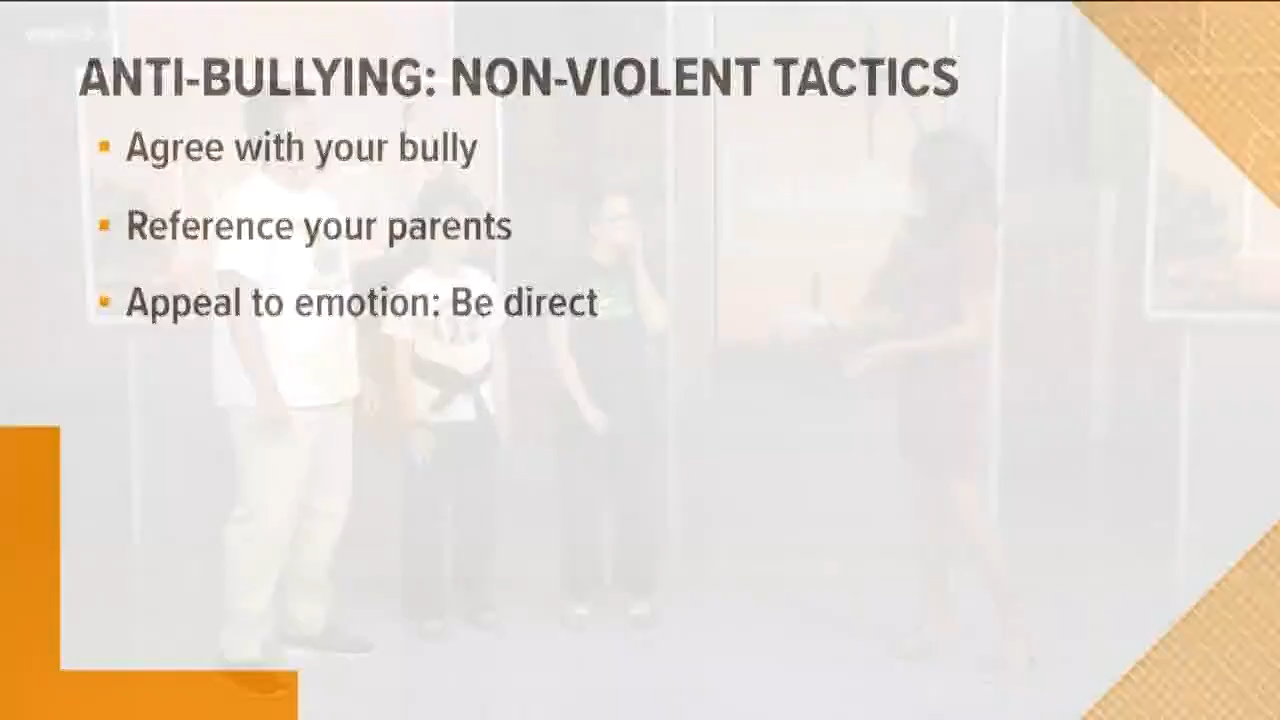 ANTI-BULLYING: NON-VIOLENT TACTICS
Agree with your bully
Reference your parents
Appeal to emotion: Be direct